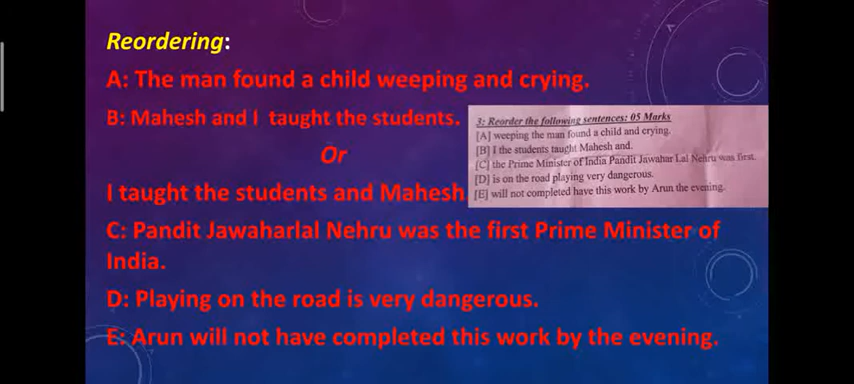 Reordering:
A: The man found a child weeping and crying.
B: Mahesh and I taught the students.
Or
I taught the students and Mahesh
3: Reorder the following sentences: 05 Marks
[A] weeping the man found a child and crying.
[B] I the students taught Mahesh and.
[C] the Prime Minister of India Pandit Jawahar Lal Nehru was first.
[D] is on the road playing very dangerous.
[E] will not completed have this work by Arun the evening.
C: Pandit Jawaharlal Nehru was the first Prime Minister of
India.
D: Playing on the road is very dangerous.
E: Arun will not have completed this work by the evening.